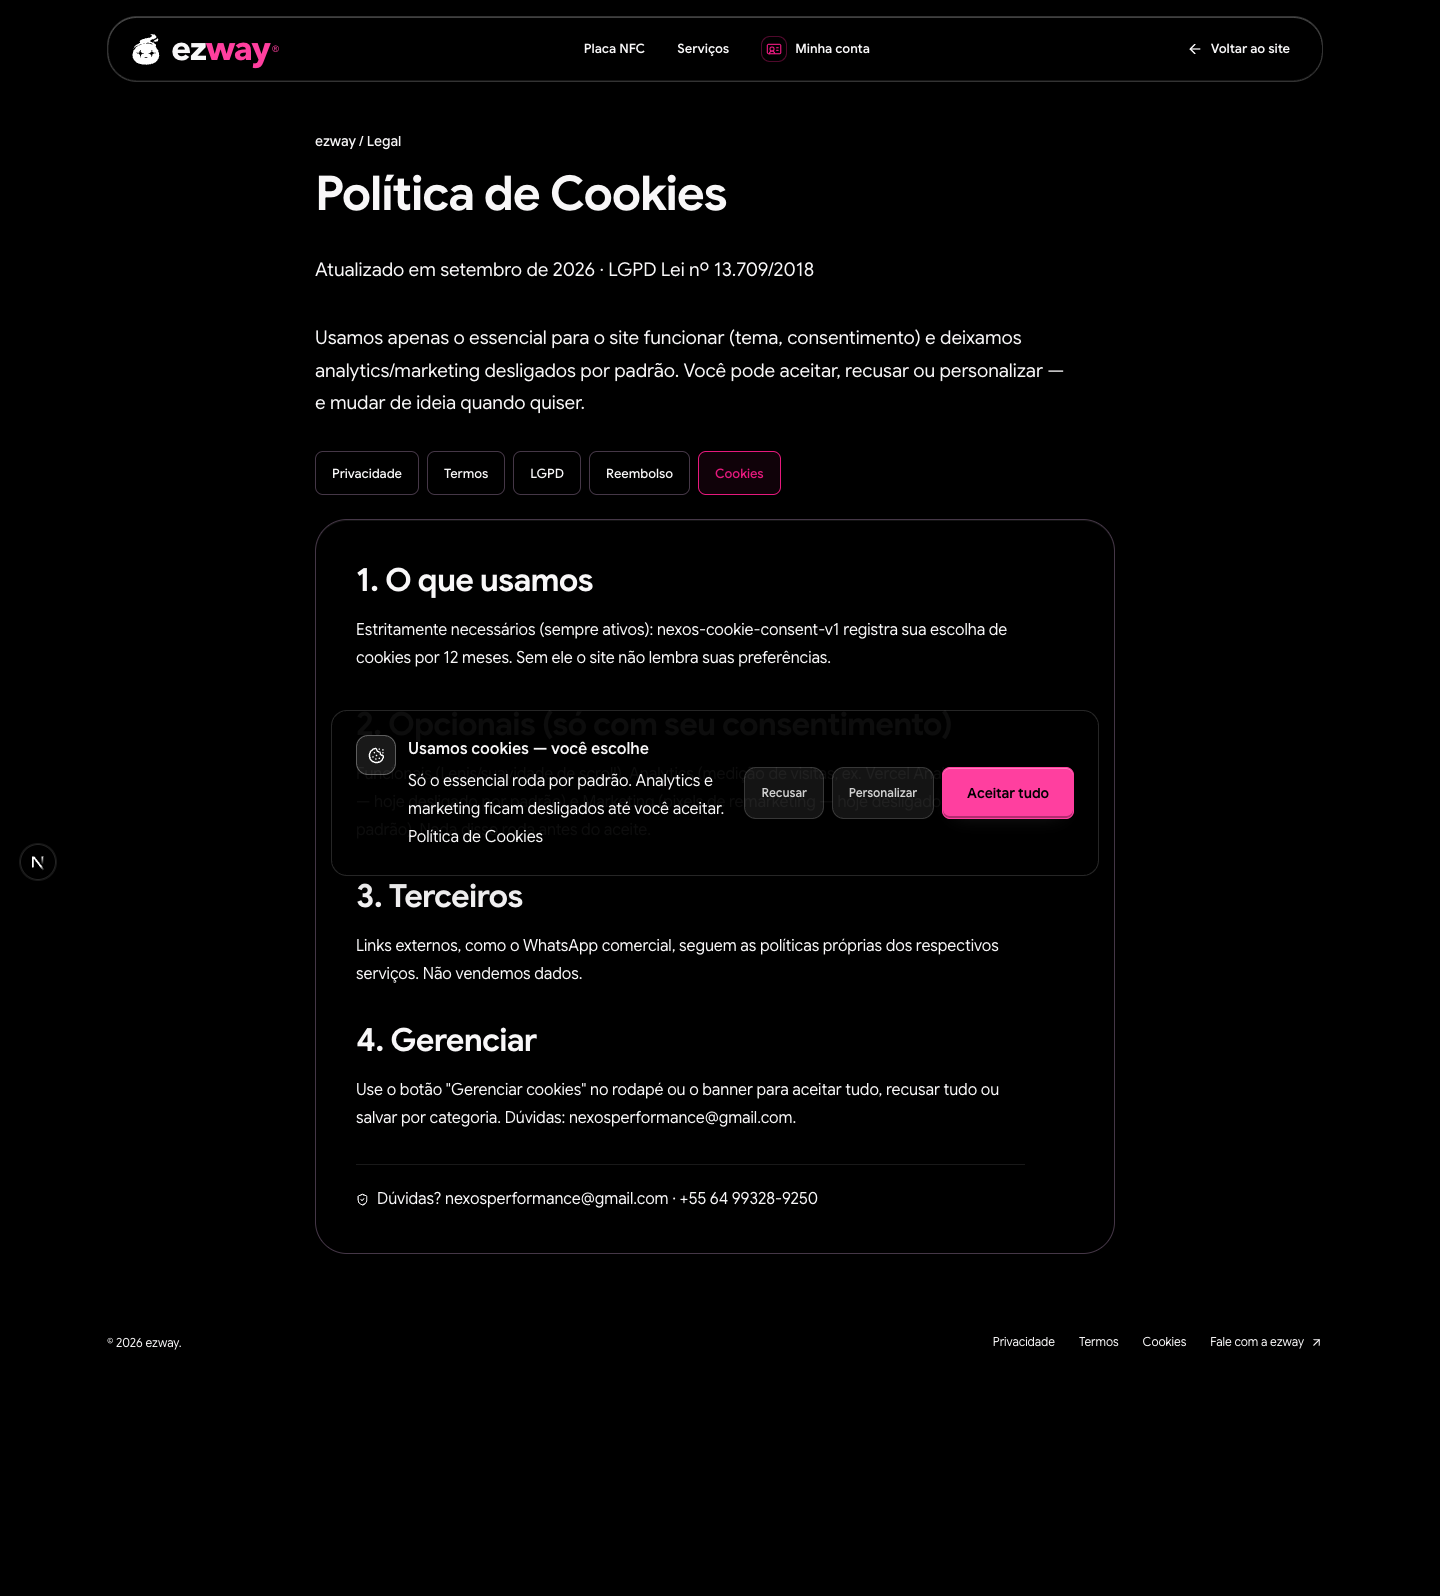 ezway®
Placa NFC
Serviços
Minha conta
Voltar ao site
ezway / Legal
Política de Cookies
Atualizado em setembro de 2026 · LGPD Lei nº 13.709/2018
Usamos apenas o essencial para o site funcionar (tema, consentimento) e deixamos
analytics/marketing desligados por padrão. Você pode aceitar, recusar ou personalizar —
e mudar de ideia quando quiser.
Privacidade
Termos
LGPD
Reembolso
Cookies
1. O que usamos
Estritamente necessários (sempre ativos): nexos-cookie-consent-v1 registra sua escolha de
cookies por 12 meses. Sem ele o site não lembra suas preferências.
2. Opcionais (só com seu consentimento)
Usamos cookies — você escolhe
Só o essencial roda por padrão. Analytics e
marketing ficam desligados até você aceitar.
Política de Cookies
Recusar
Personalizar
Aceitar tudo
3. Terceiros
Links externos, como o WhatsApp comercial, seguem as políticas próprias dos respectivos
serviços. Não vendemos dados.
4. Gerenciar
Use o botão "Gerenciar cookies" no rodapé ou o banner para aceitar tudo, recusar tudo ou
salvar por categoria. Dúvidas: nexosperformance@gmail.com.
Dúvidas? nexosperformance@gmail.com · +55 64 99328-9250
© 2026 ezway.
Privacidade
Termos
Cookies
Fale com a ezway